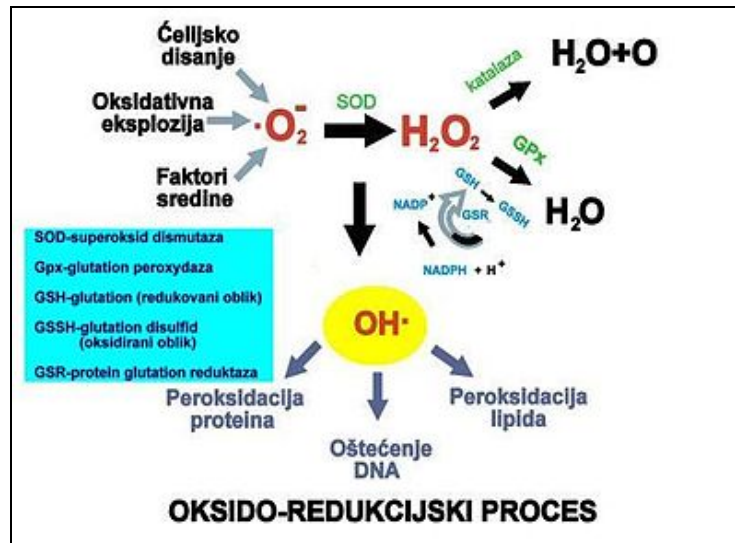 Ćelijsko
disanje
Oksidativna
eksplozija
Faktori
sredine
·O₂⁻
SOD
H₂O₂
katalaza
H₂O+O
GPx
H₂O
GSH
GSSH
GSR
NADP⁺
NADPH + H⁺
SOD-superoksid dismutaza
Gpx-glutation peroxydaza
GSH-glutation (redukovani oblik)
GSSH-glutation disulfid
(oksidirani oblik)
GSR-protein glutation reduktaza
OH·
Peroksidacija
proteina
Oštećenje
DNA
Peroksidacija
lipida
OKSIDO-REDUKCIJSKI PROCES